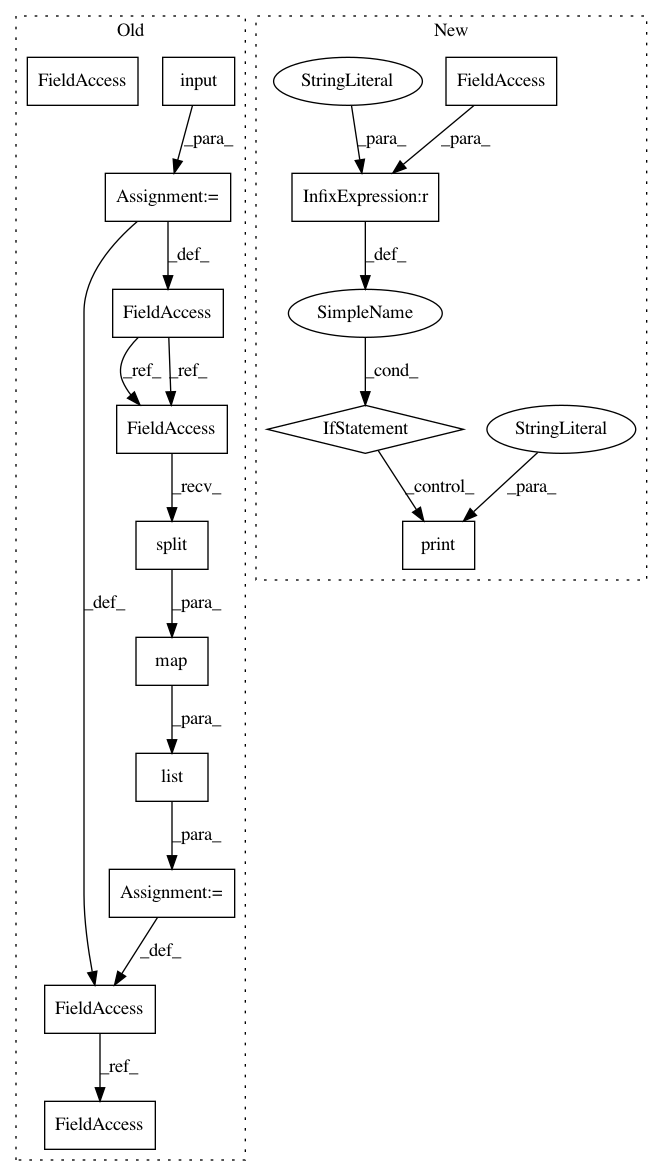 Old
New
FieldAccess
input
StringLiteral
FieldAccess
_para_
_para_
_para_
Assignment:=
InfixExpression:r
_def_
_def_
FieldAccess
SimpleName
_ref_
_ref_
_cond_
FieldAccess
IfStatement
StringLiteral
_recv_
_control_
_para_
split
print
_def_
_para_
map
_para_
list
_para_
Assignment:=
_def_
FieldAccess
_ref_
FieldAccess